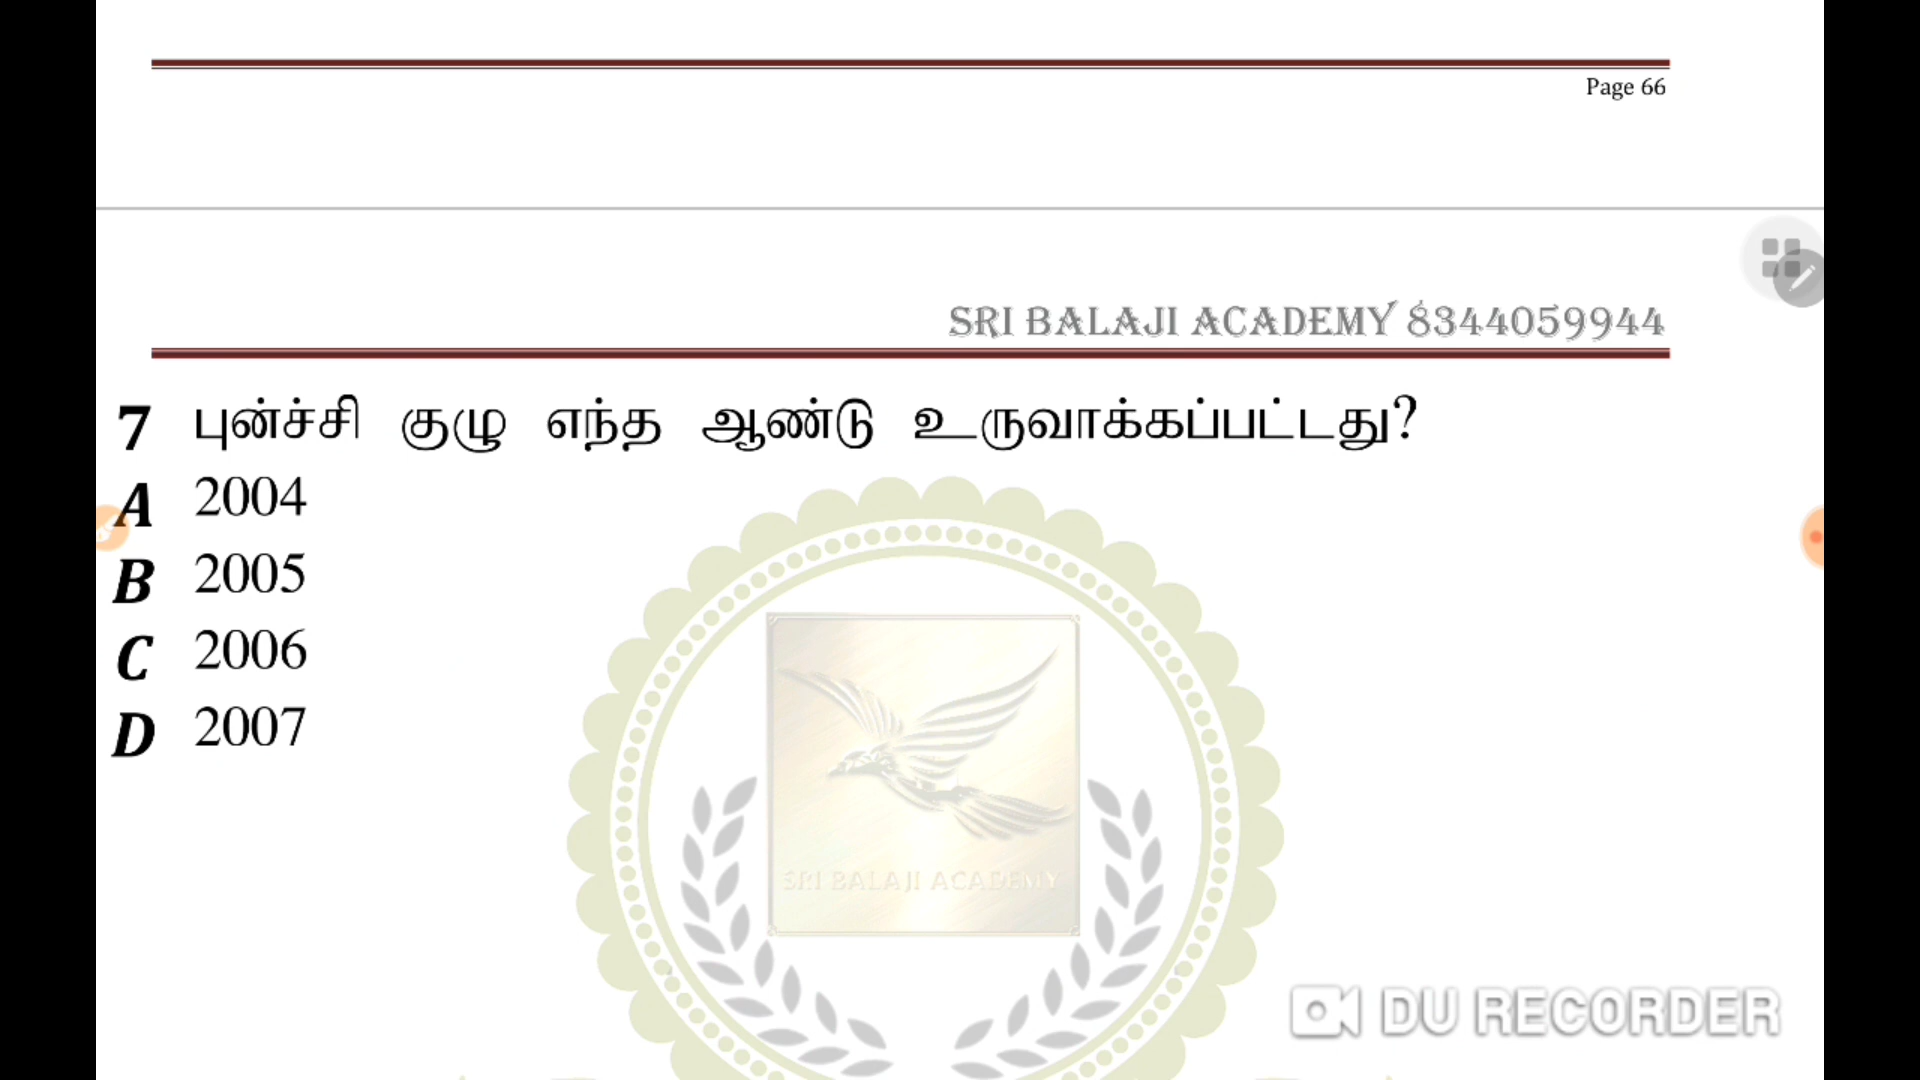 Page 66
SRI BALAJI ACADEMY 8344059944
7 புன்ச்சி குழு எந்த ஆண்டு உருவாக்கப்பட்டது?
A 2004
B 2005
C 2006
D 2007
SRI BALAJI ACADEMY
DU RECORDER